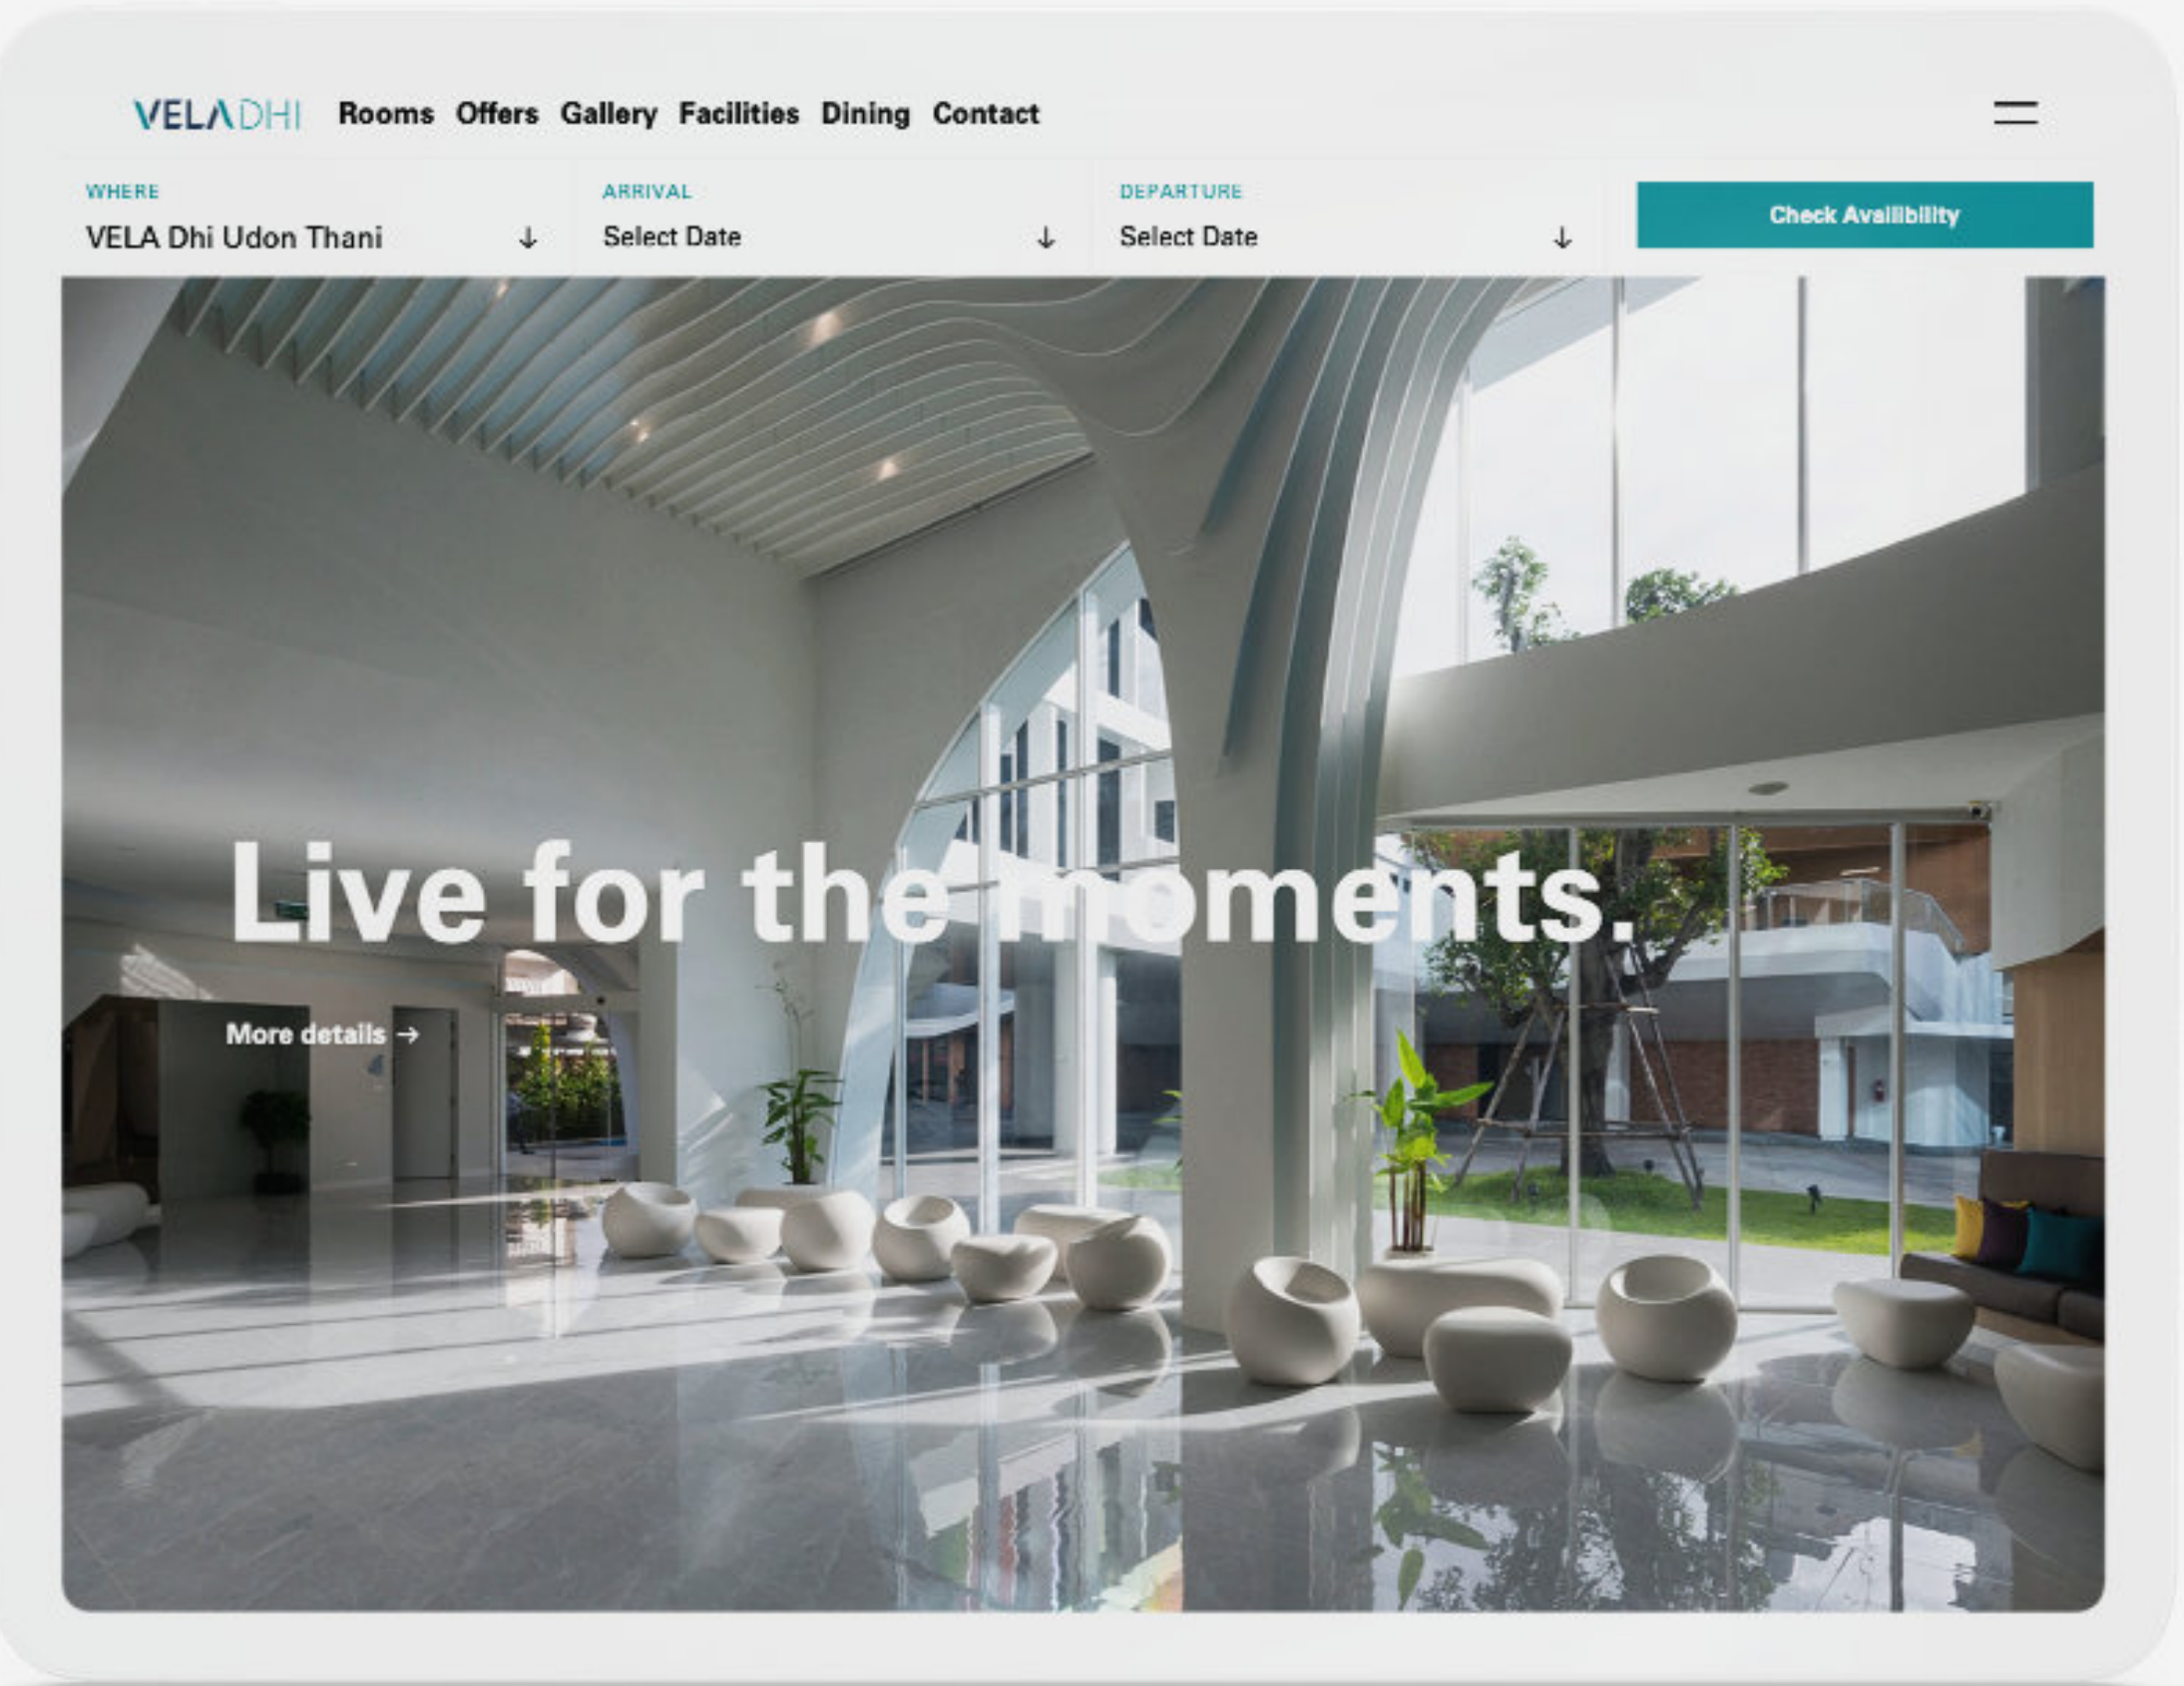 VELADHI Rooms Offers Gallery Facilities Dining Contact
WHERE
VELA Dhi Udon Thani ↓
ARRIVAL
Select Date ↓
DEPARTURE
Select Date ↓
Check Availibility
Live for the moments.
More details →